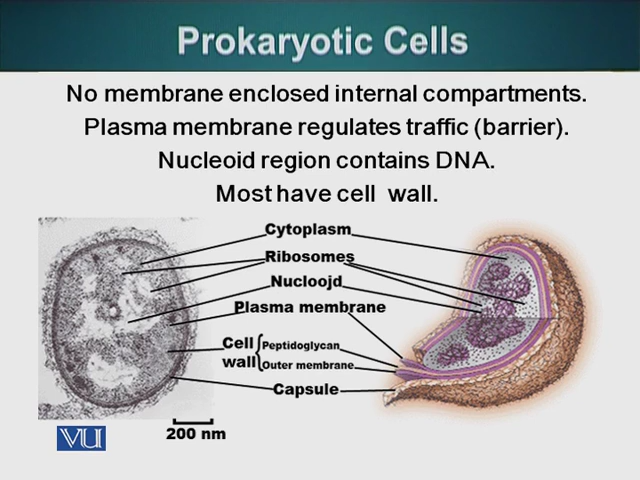 Prokaryotic Cells
No membrane enclosed internal compartments.
Plasma membrane regulates traffic (barrier).
Nucleoid region contains DNA.
Most have cell wall.
Cytoplasm
Ribosomes
Nucloojd
Plasma membrane
Cell
wall
Peptidoglycan
Outer membrane
Capsule
200 nm
VU